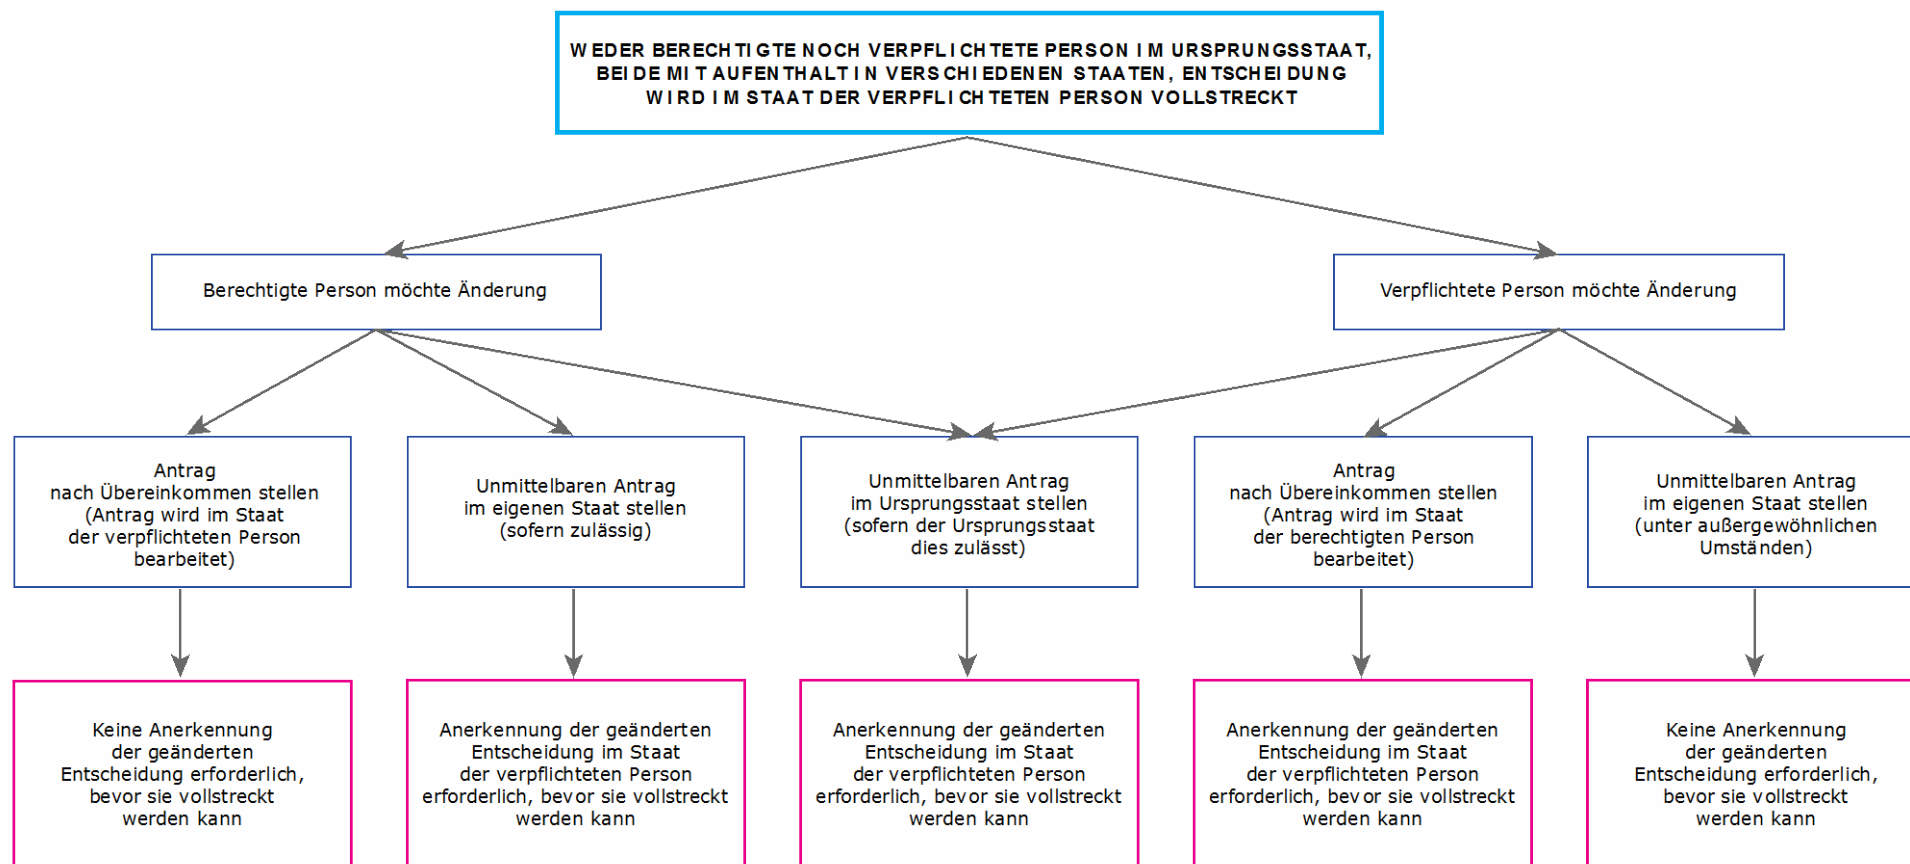 WEDER BERECHTIGTE NOCH VERPFLICHTETE PERSON IM URSPRUNGSSTAAT,
BEIDE MIT AUFENTHALT IN VERSCHIEDENEN STAATEN, ENTSCHEIDUNG
WIRD IM STAAT DER VERPFLICHTETEN PERSON VOLLSTRECKT
Berechtigte Person möchte Änderung
Verpflichtete Person möchte Änderung
Antrag
nach Übereinkommen stellen
(Antrag wird im Staat
der verpflichteten Person
bearbeitet)
Unmittelbaren Antrag
im eigenen Staat stellen
(sofern zulässig)
Unmittelbaren Antrag
im Ursprungsstaat stellen
(sofern der Ursprungsstaat
dies zulässt)
Antrag
nach Übereinkommen stellen
(Antrag wird im Staat
der berechtigten Person
bearbeitet)
Unmittelbaren Antrag
im eigenen Staat stellen
(unter außergewöhnlichen
Umständen)
Keine Anerkennung
der geänderten
Entscheidung erforderlich,
bevor sie vollstreckt
werden kann
Anerkennung der geänderten
Entscheidung im Staat
der verpflichteten Person
erforderlich, bevor sie vollstreckt
werden kann
Anerkennung der geänderten
Entscheidung im Staat
der verpflichteten Person
erforderlich, bevor sie vollstreckt
werden kann
Anerkennung der geänderten
Entscheidung im Staat
der verpflichteten Person
erforderlich, bevor sie vollstreckt
werden kann
Keine Anerkennung
der geänderten
Entscheidung erforderlich,
bevor sie vollstreckt
werden kann